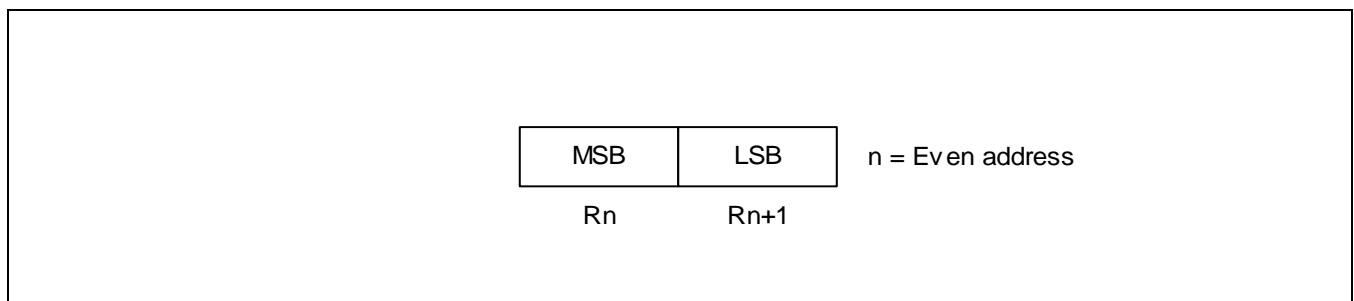 MSB LSB n = Even address
Rn Rn+1